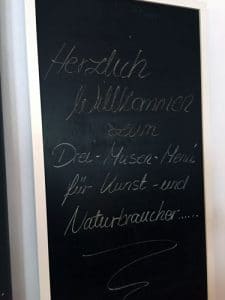 Herzlich
Willkommen
zum
Drei-Musen-Menü
für Kunst-und
Naturbraucher......